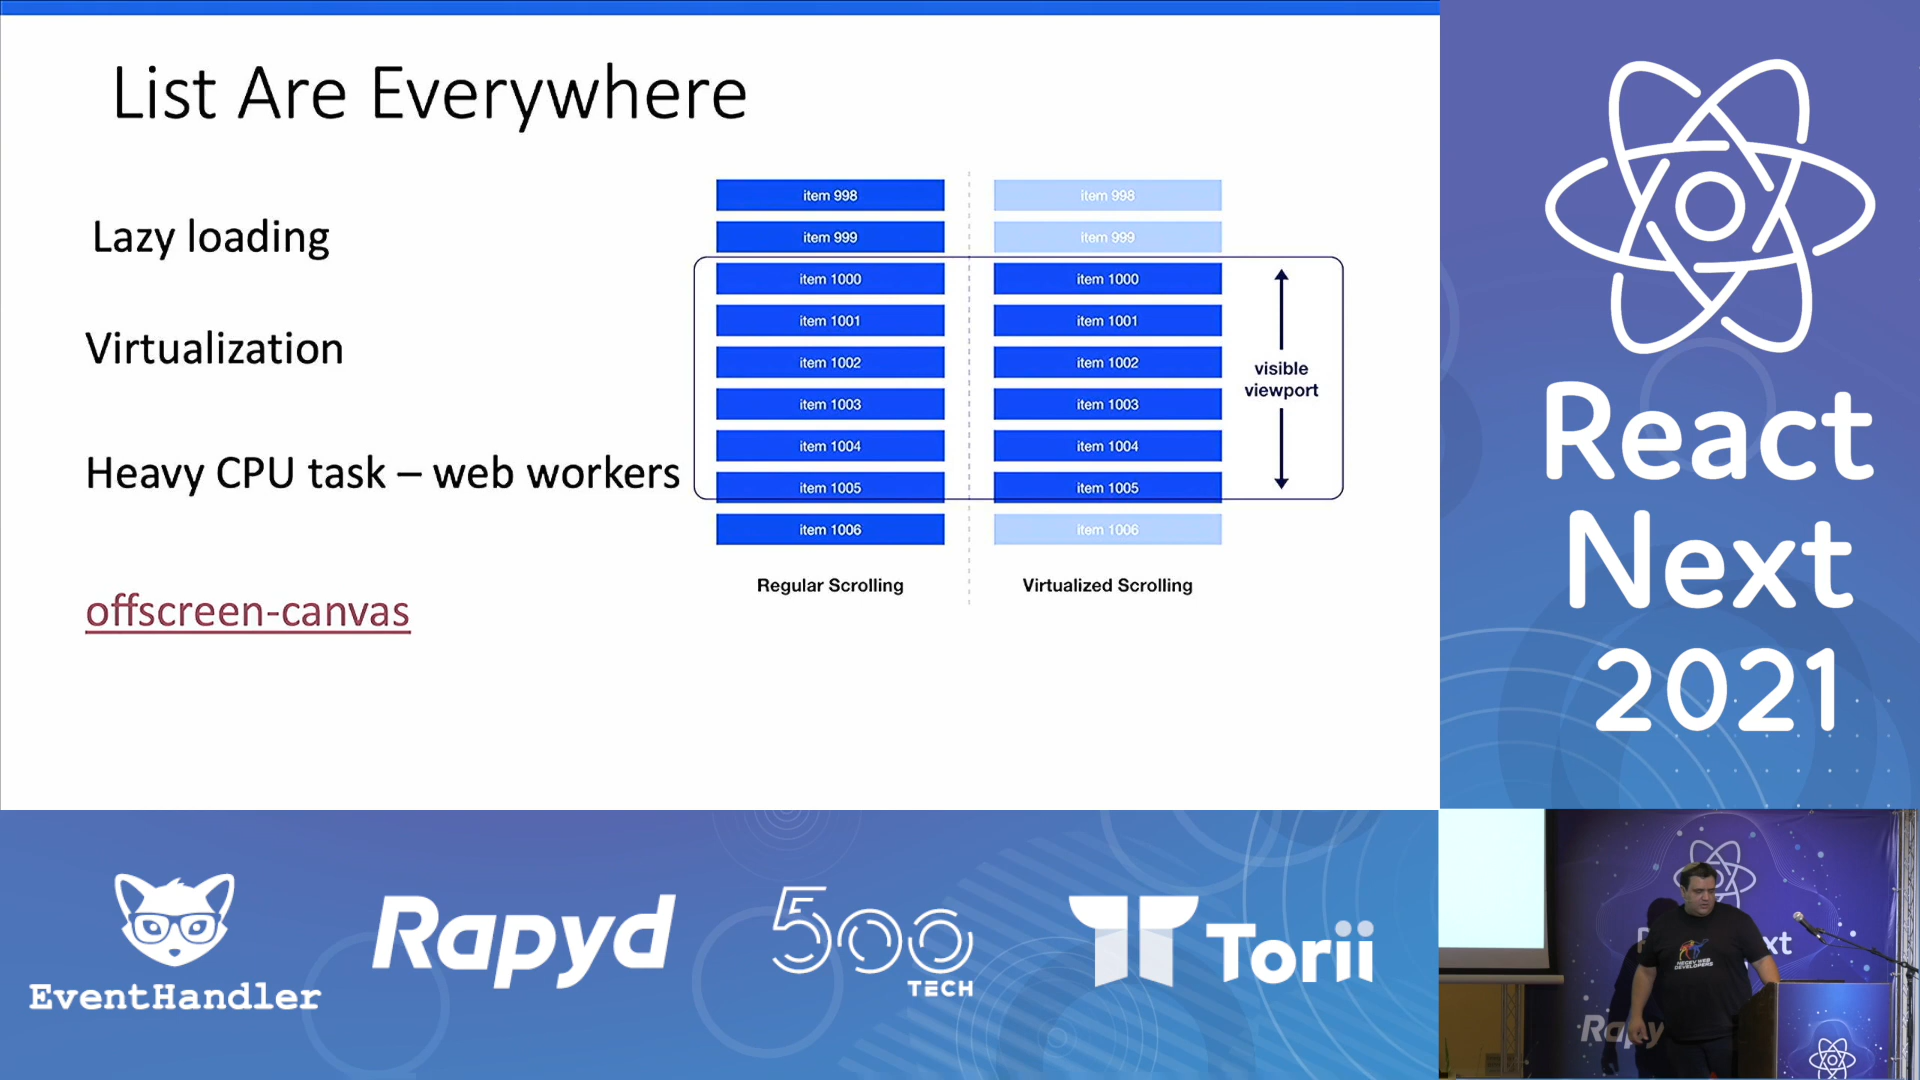 List Are Everywhere
Lazy loading
Virtualization
Heavy CPU task – web workers
offscreen-canvas
item 998
item 999
item 1000
item 1001
item 1002
item 1003
item 1004
item 1005
item 1006
Regular Scrolling
item 998
item 999
item 1000
item 1001
item 1002
item 1003
item 1004
item 1005
item 1006
Virtualized Scrolling
visible
viewport
React
Next
2021
EventHandler
Rapyd
500
TECH
Torii
NEGEV WEB
DEVELOPERS